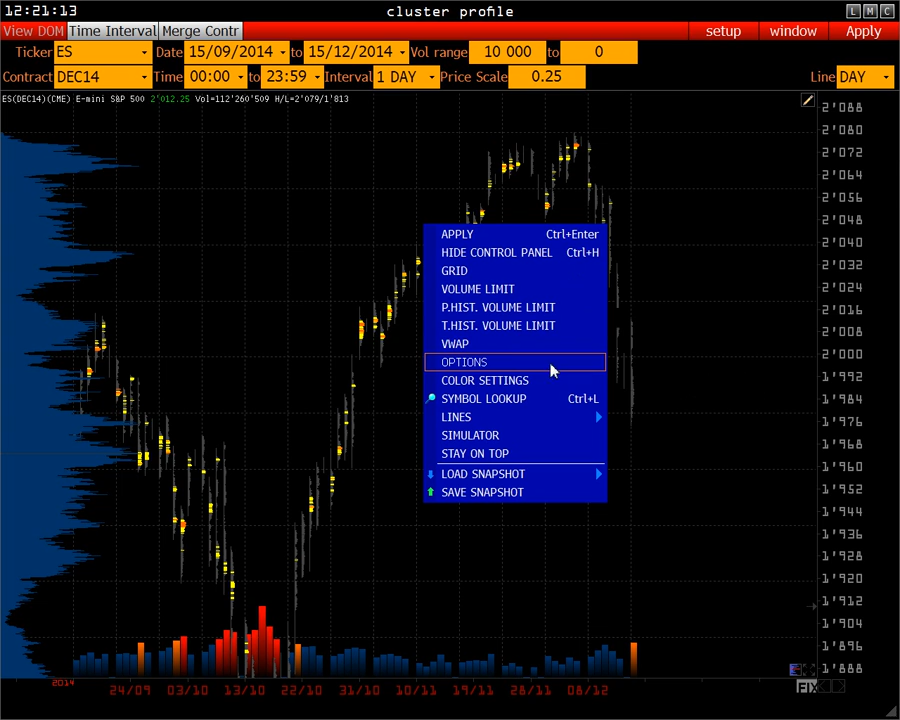 12:21:13 cluster profile L M C
View DOM Time Interval Merge Contr setup window Apply
Ticker ES Date 15/09/2014 to 15/12/2014 Vol range 10 000 to 0
Contract DEC14 Time 00:00 to 23:59 Interval 1 DAY Price Scale 0.25 Line DAY
ES(DEC14)(CME) E-mini S&P 500 2'012.25 Vol=112'260'509 H/L=2'079/1'813
2'088
2'080
2'072
2'064
2'056
2'048
2'040
2'032
2'024
2'016
2'008
2'000
1'992
1'984
1'976
1'968
1'960
1'952
1'944
1'936
1'928
1'920
1'912
1'904
1'896
1'888
APPLY Ctrl+Enter
HIDE CONTROL PANEL Ctrl+H
GRID
VOLUME LIMIT
P.HIST. VOLUME LIMIT
T.HIST. VOLUME LIMIT
VWAP
OPTIONS
COLOR SETTINGS
SYMBOL LOOKUP Ctrl+L
LINES
SIMULATOR
STAY ON TOP
LOAD SNAPSHOT
SAVE SNAPSHOT
2014
24/09 03/10 13/10 22/10 31/10 10/11 19/11 28/11 08/12
FIX